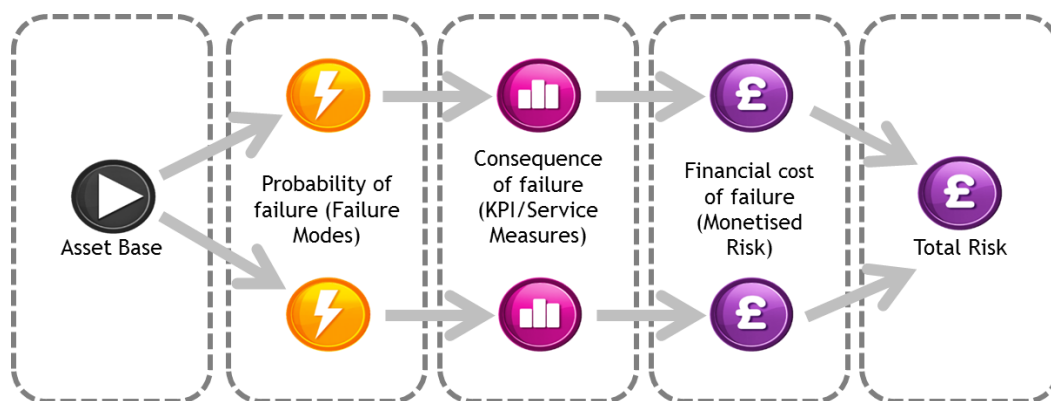 Asset Base
Probability of
failure (Failure
Modes)
Consequence
of failure
(KPI/Service
Measures)
£
£
Financial cost
of failure
(Monetised
Risk)
£
Total Risk